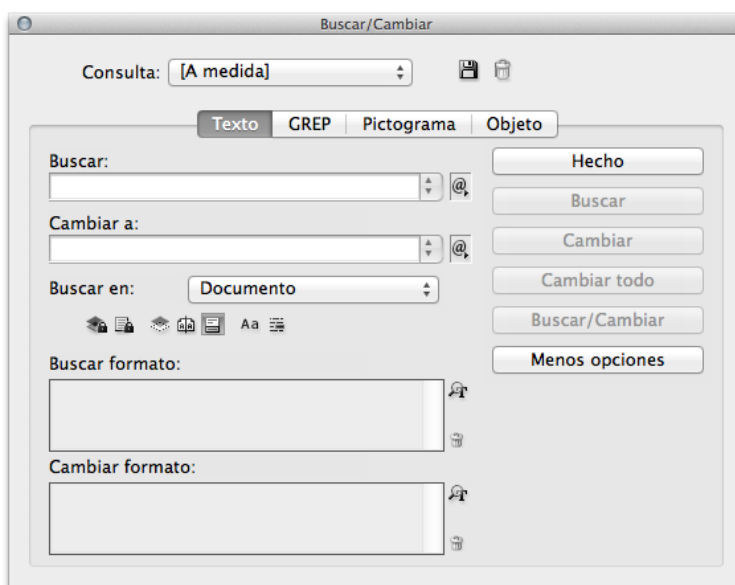 Buscar/Cambiar
Consulta: [A medida]
Texto GREP Pictograma Objeto
Buscar:
@
Cambiar a:
@
Buscar en: Documento
Aa
Buscar formato:
Cambiar formato:
Hecho
Buscar
Cambiar
Cambiar todo
Buscar/Cambiar
Menos opciones